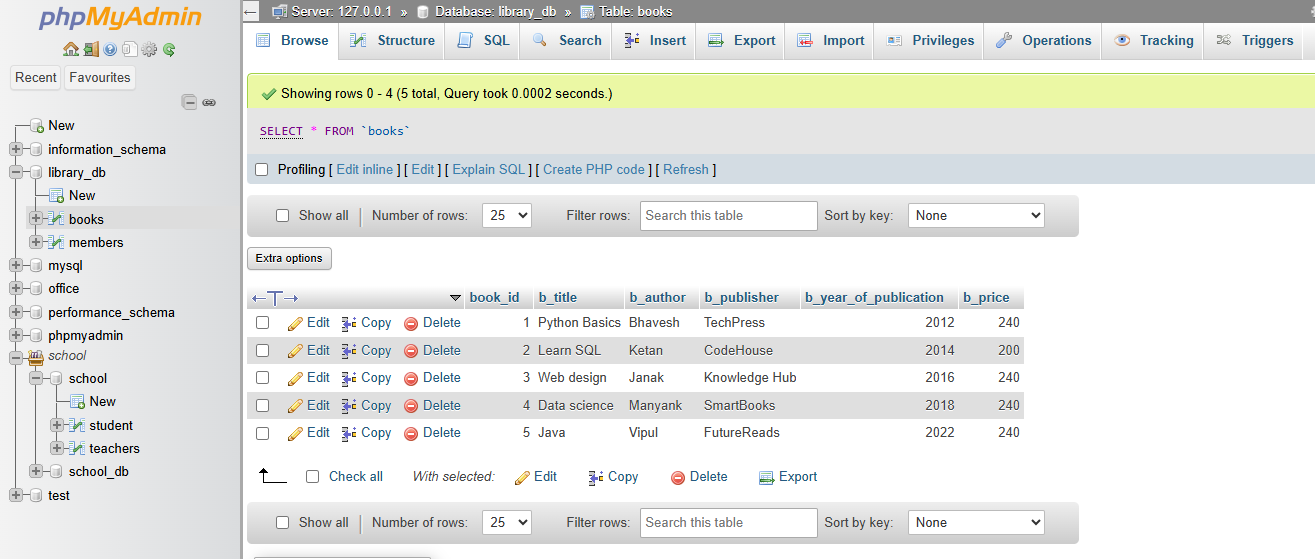 phpMyAdmin
Recent Favourites
New
information_schema
library_db
New
books
members
mysql
office
performance_schema
phpmyadmin
school
school
New
student
teachers
school_db
test
Server: 127.0.0.1 » Database: library_db » Table: books
Browse Structure SQL Search Insert Export Import Privileges Operations Tracking Triggers
Showing rows 0 - 4 (5 total, Query took 0.0002 seconds.)
SELECT * FROM `books`
Profiling [ Edit inline ] [ Edit ] [ Explain SQL ] [ Create PHP code ] [ Refresh ]
Show all Number of rows: 25 Filter rows: Search this table Sort by key: None
Extra options
←T→ book_id b_title b_author b_publisher b_year_of_publication b_price
Edit Copy Delete 1 Python Basics Bhavesh TechPress 2012 240
Edit Copy Delete 2 Learn SQL Ketan CodeHouse 2014 200
Edit Copy Delete 3 Web design Janak Knowledge Hub 2016 240
Edit Copy Delete 4 Data science Manyank SmartBooks 2018 240
Edit Copy Delete 5 Java Vipul FutureReads 2022 240
Check all With selected: Edit Copy Delete Export
Show all Number of rows: 25 Filter rows: Search this table Sort by key: None